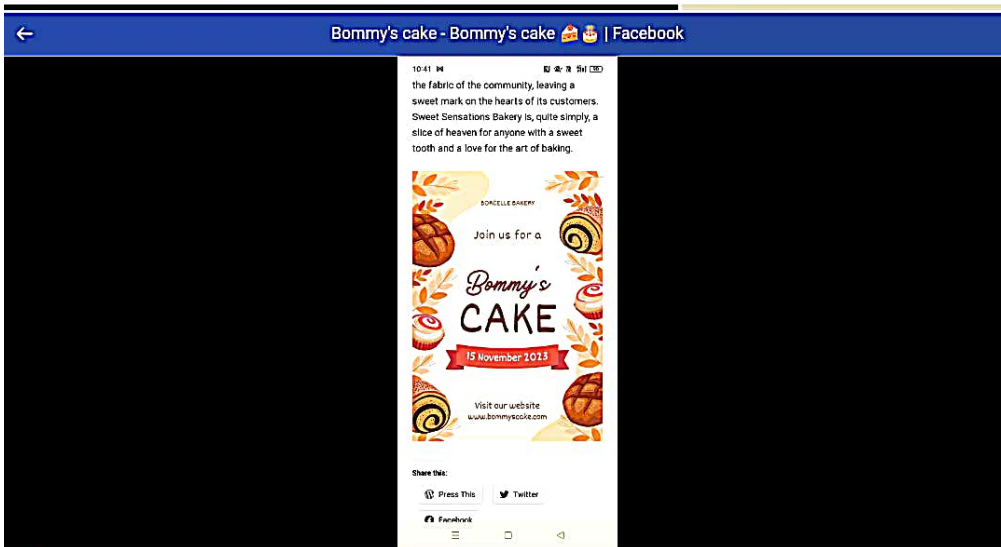 Bommy's cake - Bommy's cake 🍰🎂 | Facebook
10:41
the fabric of the community, leaving a
sweet mark on the hearts of its customers.
Sweet Sensations Bakery is, quite simply, a
slice of heaven for anyone with a sweet
tooth and a love for the art of baking.
BORCELLE BAKERY
Join us for a
Bommy's
CAKE
15 November 2023
Visit our website
www.bommyscake.com
Share this:
Press This
Twitter
Facebook